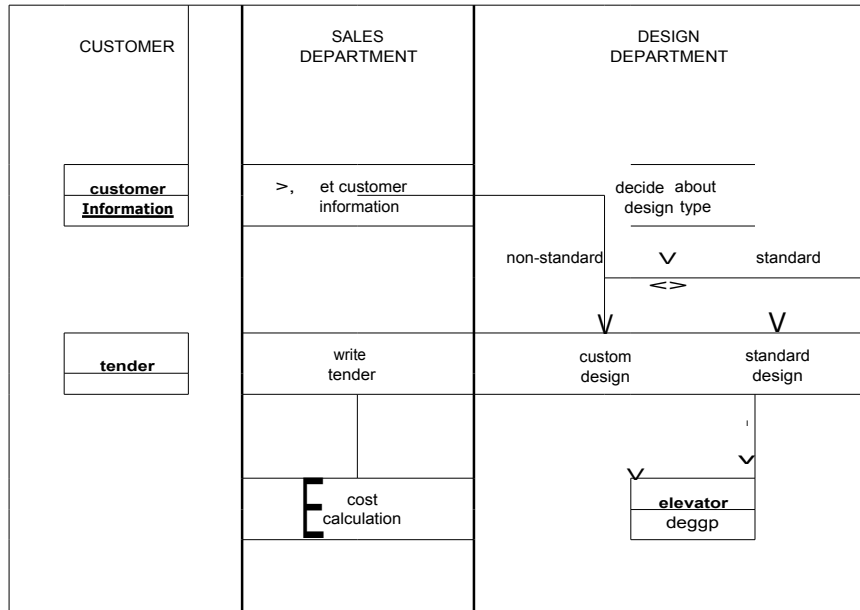 CUSTOMER
SALES
DEPARTMENT
DESIGN
DEPARTMENT
customer
Information
>, et customer
information
decide about
design type
non-standard
V
standard
<>
V
V
tender
write
tender
custom
design
standard
design
V
V
E
cost
calculation
elevator
deggp